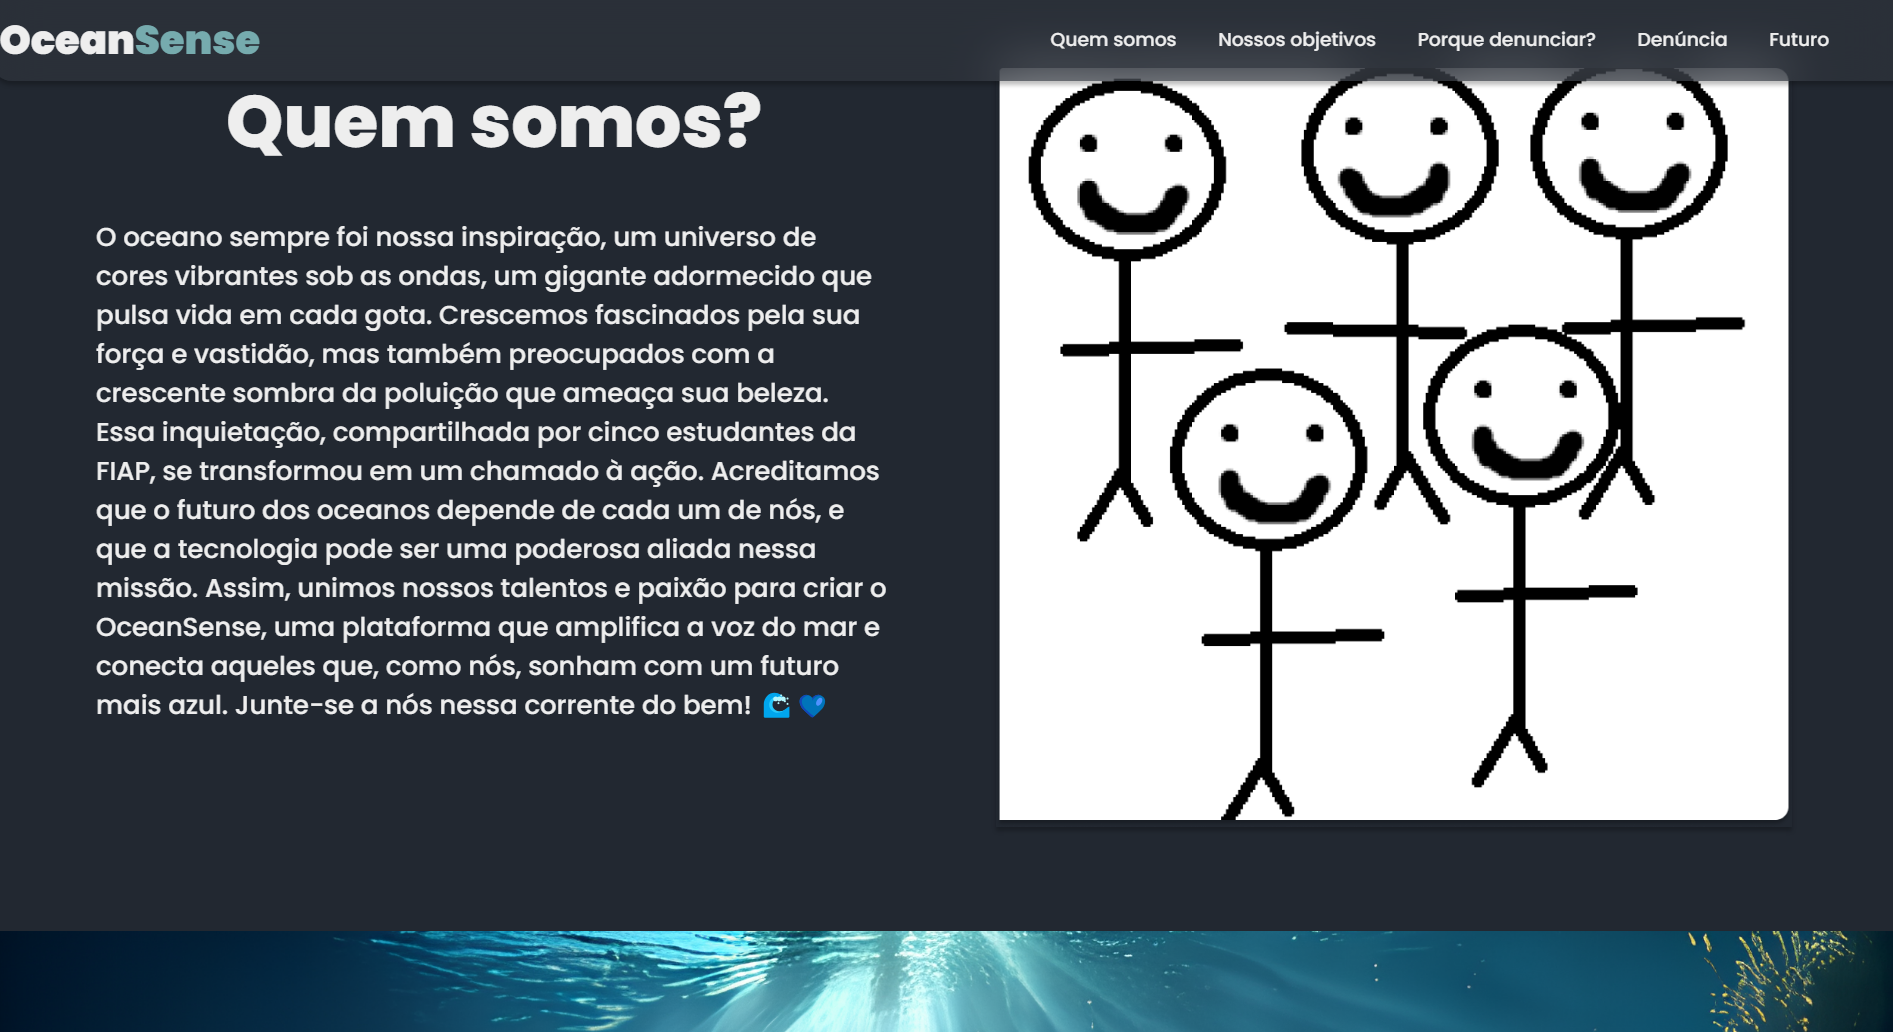 OceanSense
Quem somos? Nossos objetivos Porque denunciar? Denúncia Futuro
Quem somos?
O oceano sempre foi nossa inspiração, um universo de
cores vibrantes sob as ondas, um gigante adormecido que
pulsa vida em cada gota. Crescemos fascinados pela sua
força e vastidão, mas também preocupados com a
crescente sombra da poluição que ameaça sua beleza.
Essa inquietação, compartilhada por cinco estudantes da
FIAP, se transformou em um chamado à ação. Acreditamos
que o futuro dos oceanos depende de cada um de nós, e
que a tecnologia pode ser uma poderosa aliada nessa
missão. Assim, unimos nossos talentos e paixão para criar o
OceanSense, uma plataforma que amplifica a voz do mar e
conecta aqueles que, como nós, sonham com um futuro
mais azul. Junte-se a nós nessa corrente do bem! 🌊 💙